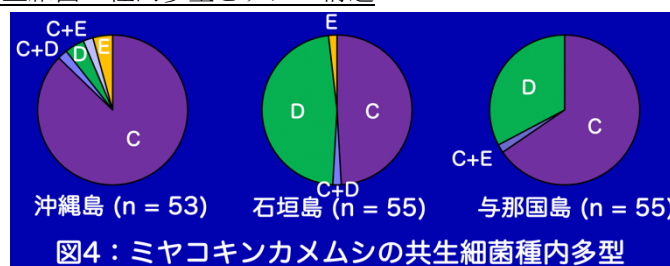 C+E
E
C+D
D
E
C
D
C
C+D
D
C
C+E
沖縄島 (n = 53)
石垣島 (n = 55)
与那国島 (n = 55)
図4：ミヤコキンカメムシの共生細菌種内多型